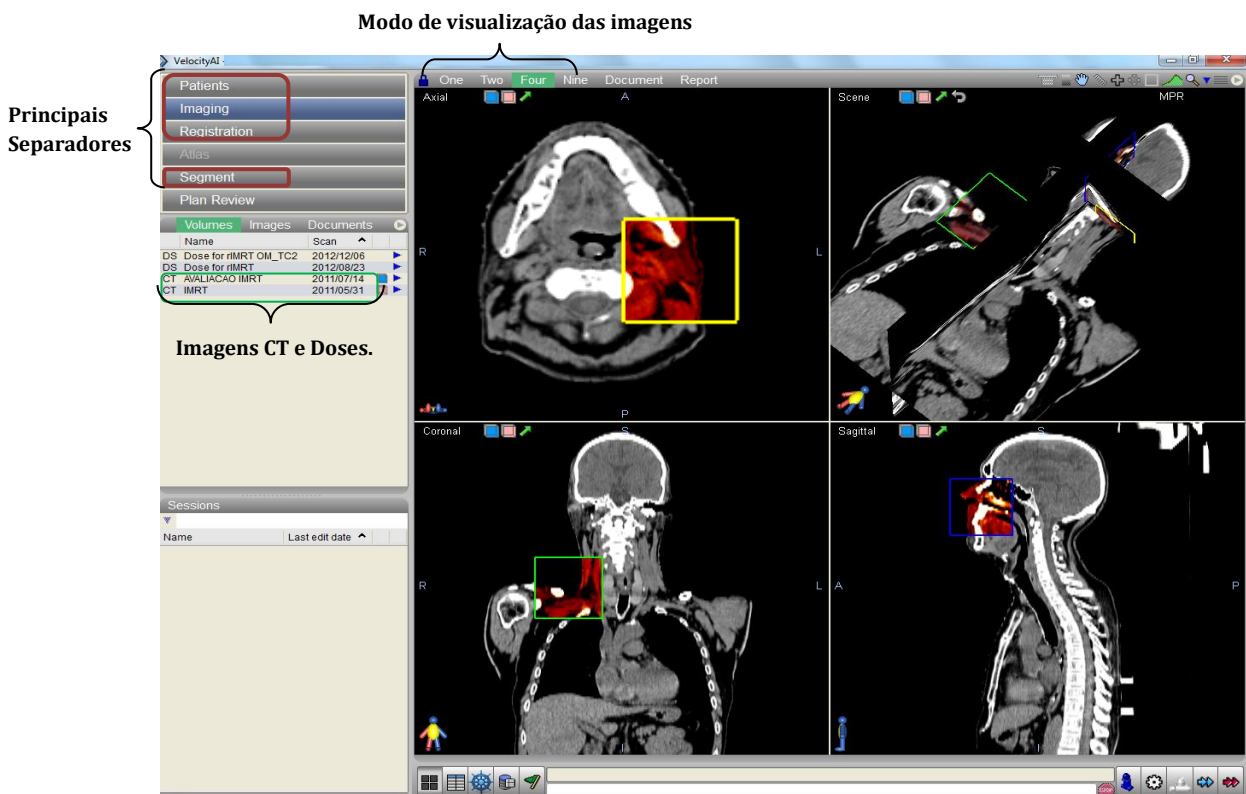 Modo de visualização das imagens
VelocityAI
Principais
Separadores
Patients
Imaging
Registration
Atlas
Segment
Plan Review
One Two Four Nine Document Report
Volumes Images Documents
Name Scan
DS Dose for rIMRT OM_TC2 2012/12/06
DS Dose for rIMRT 2012/08/23
CT AVALIACAO IMRT 2011/07/14
CT IMRT 2011/05/31
Imagens CT e Doses.
Sessions
Name Last edit date
Axial
A
R
L
P
Scene
MPR
Coronal
S
R
L
I
Sagittal
S
A
P
I
STOP